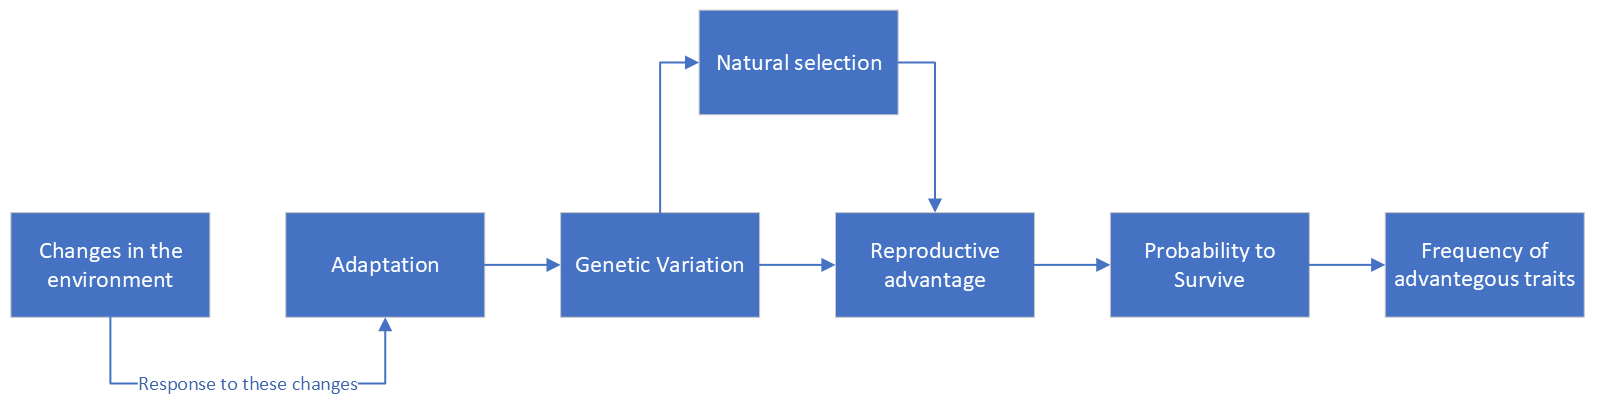 Natural selection
Changes in the
environment
Adaptation
Genetic Variation
Reproductive
advantage
Probability to
Survive
Frequency of
advantegous traits
Response to these changes